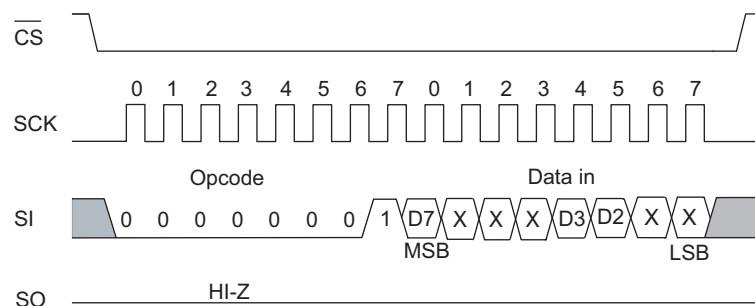 CS
0 1 2 3 4 5 6 7 0 1 2 3 4 5 6 7
SCK
Opcode Data in
SI 0 0 0 0 0 0 0 1 D7 X X X D3 D2 X X
MSB LSB
HI-Z
SO